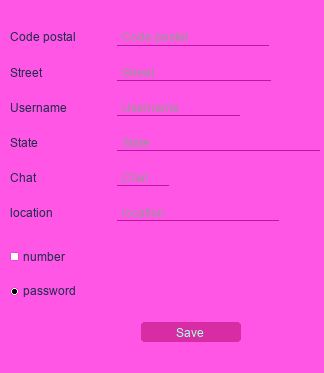 Code postal Code postal
Street Street
Username Username
State State
Chat Chat
location location
number
password
Save